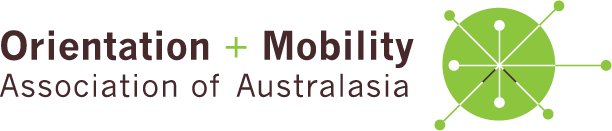 Orientation + Mobility
Association of Australasia